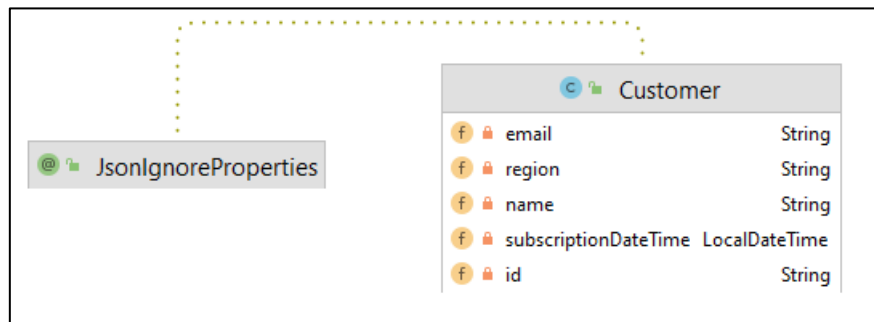 C Customer
f email String
@ JsonIgnoreProperties
f region String
f name String
f subscriptionDateTime LocalDateTime
f id String